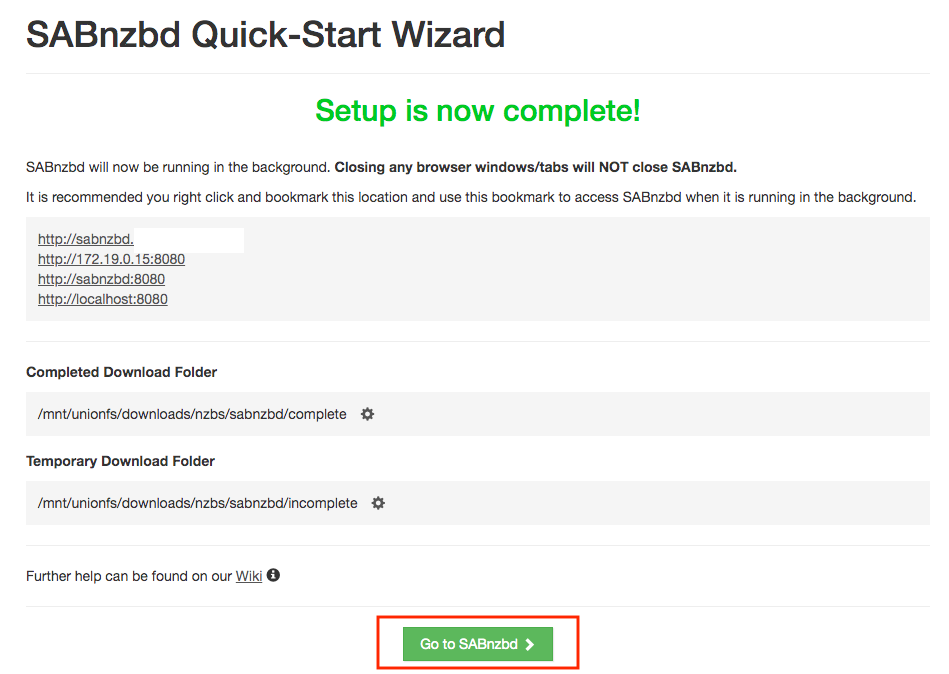 SABnzbd Quick-Start Wizard
Setup is now complete!
SABnzbd will now be running in the background. Closing any browser windows/tabs will NOT close SABnzbd.
It is recommended you right click and bookmark this location and use this bookmark to access SABnzbd when it is running in the background.
http://sabnzbd.
http://172.19.0.15:8080
http://sabnzbd:8080
http://localhost:8080
Completed Download Folder
/mnt/unionfs/downloads/nzbs/sabnzbd/complete
Temporary Download Folder
/mnt/unionfs/downloads/nzbs/sabnzbd/incomplete
Further help can be found on our Wiki
Go to SABnzbd